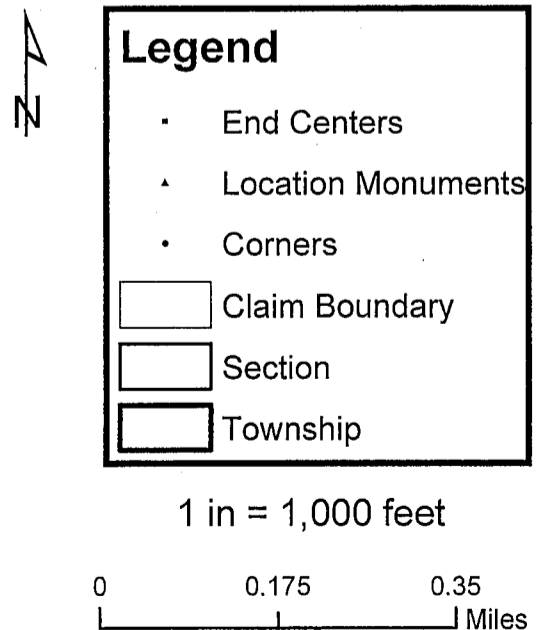 N
Legend
End Centers
Location Monuments
Corners
Claim Boundary
Section
Township
1 in = 1,000 feet
0 0.175 0.35
Miles